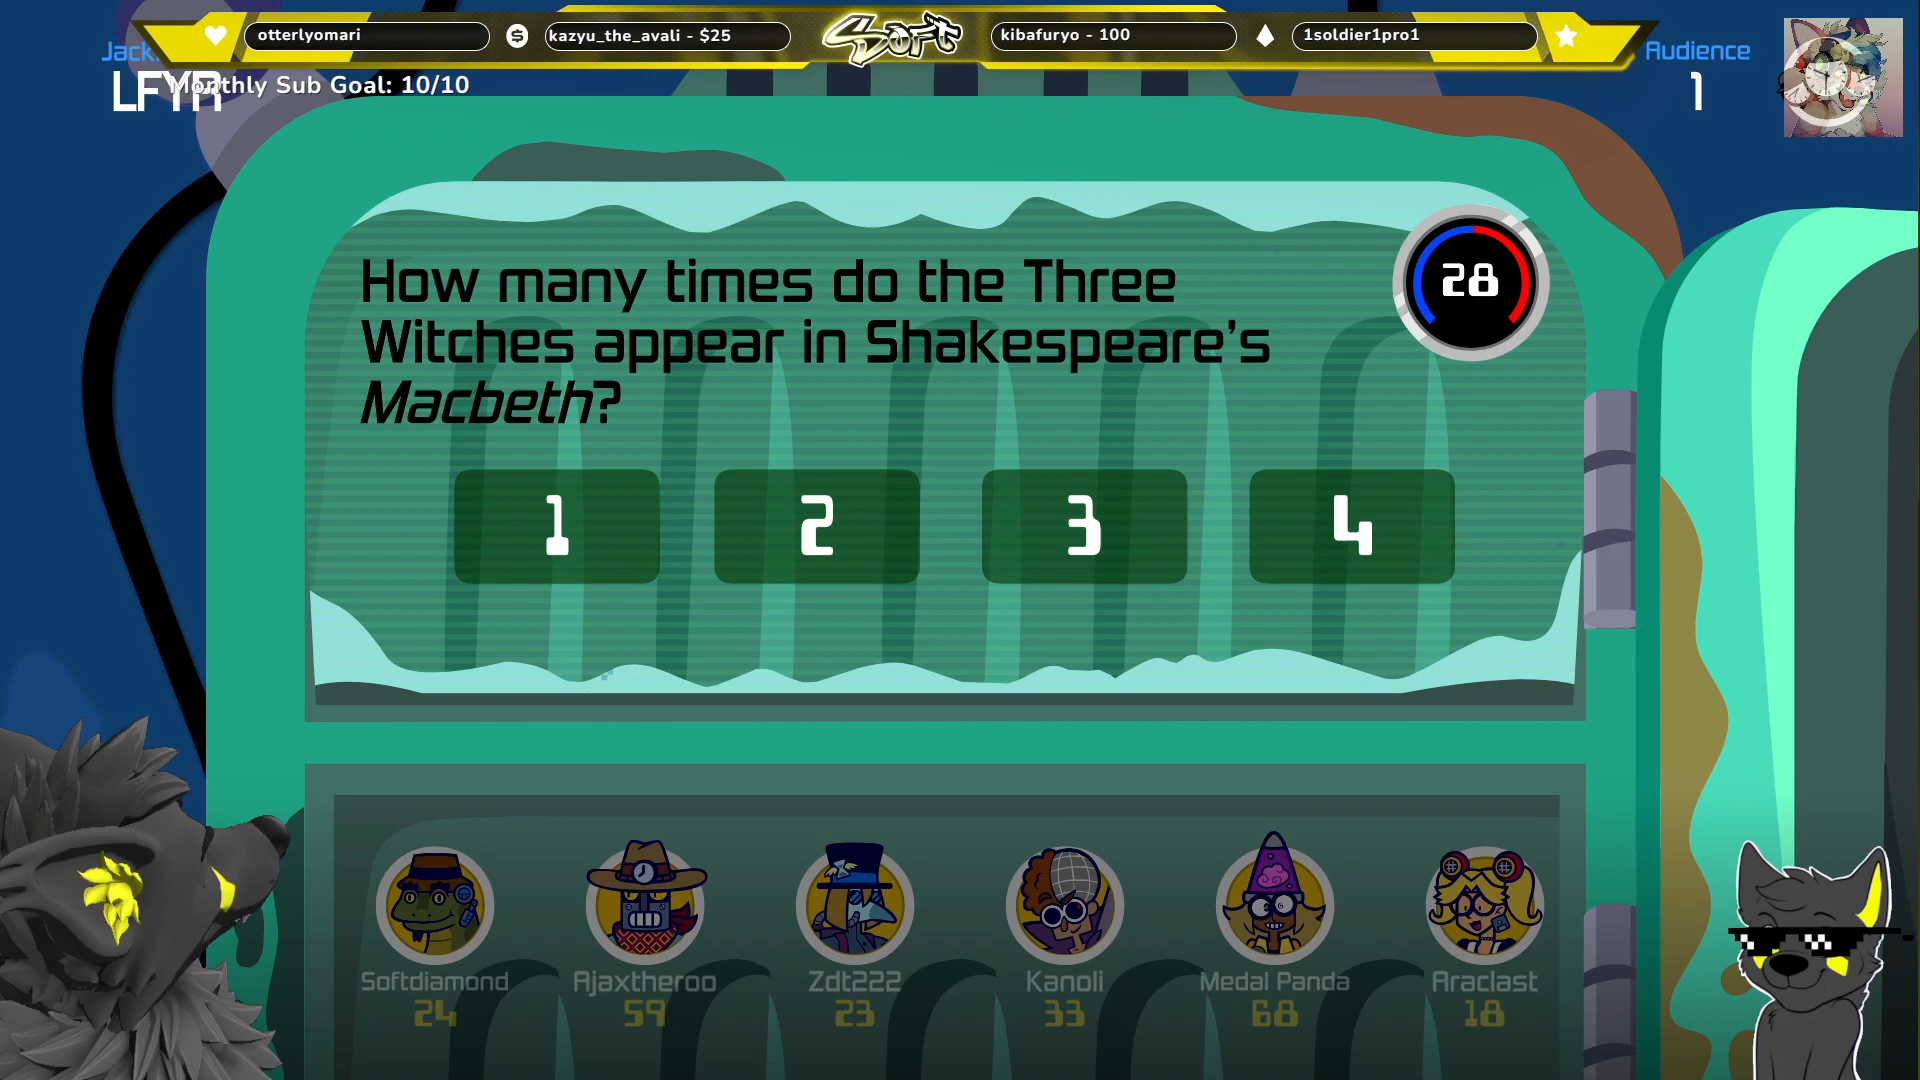 otterlyomari
kazyu_the_avali - $25
Soft
kibafuryo - 100
1soldier1pro1
Audience
1
Monthly Sub Goal: 10/10
28
How many times do the Three
Witches appear in Shakespeare's
Macbeth?
1
2
3
4
Softdiamond
Ajaxtheroo
Zdt222
Kanoli
Medal Panda
Araclast
24
59
23
33
68
18